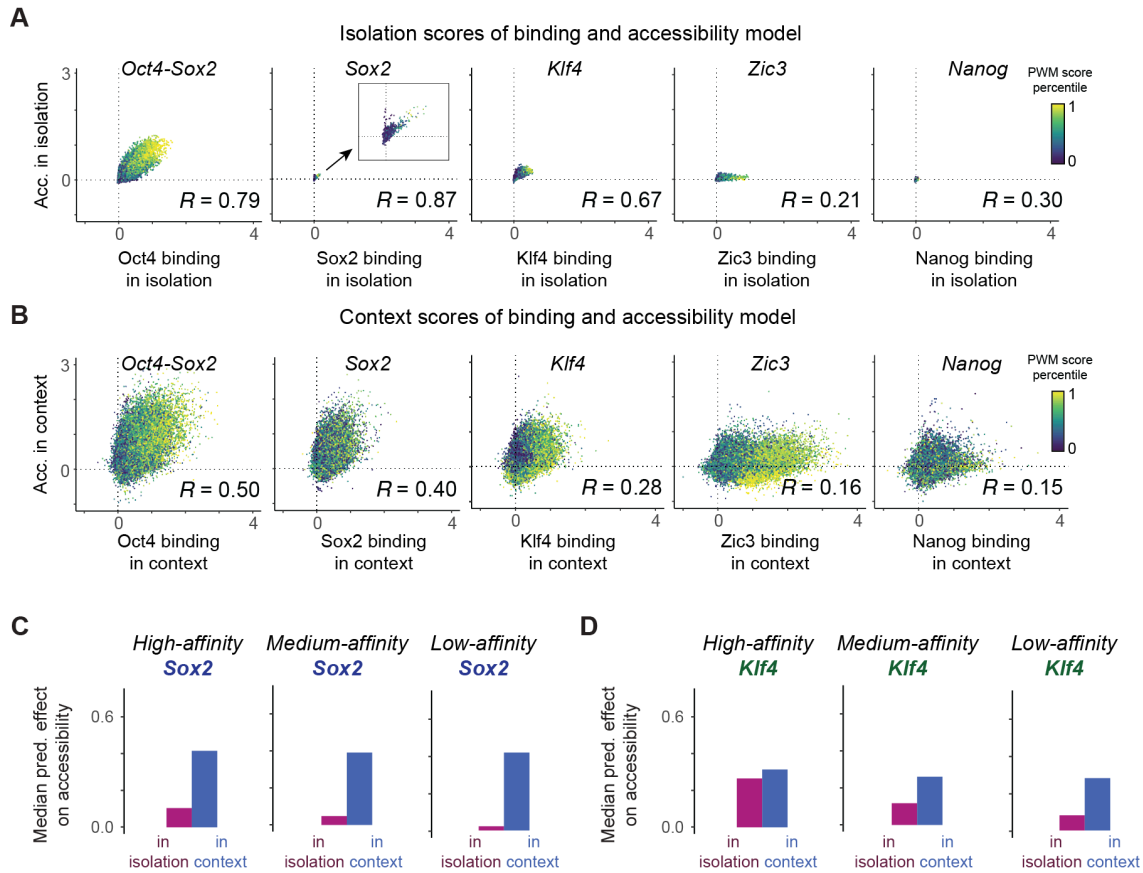 A
Isolation scores of binding and accessibility model
Oct4-Sox2
Sox2
Klf4
Zic3
Nanog
PWM score
percentile
1
0
Acc. in isolation
3
0
R = 0.79
R = 0.87
R = 0.67
R = 0.21
R = 0.30
0 4
0 4
0 4
0 4
0 4
Oct4 binding
in isolation
Sox2 binding
in isolation
Klf4 binding
in isolation
Zic3 binding
in isolation
Nanog binding
in isolation
B
Context scores of binding and accessibility model
Oct4-Sox2
Sox2
Klf4
Zic3
Nanog
PWM score
percentile
1
0
Acc. in context
3
0
R = 0.50
R = 0.40
R = 0.28
R = 0.16
R = 0.15
0 4
0 4
0 4
0 4
0 4
Oct4 binding
in context
Sox2 binding
in context
Klf4 binding
in context
Zic3 binding
in context
Nanog binding
in context
C
High-affinity
Sox2
Medium-affinity
Sox2
Low-affinity
Sox2
Median pred. effect
on accessibility
0.6
0.0
in in
isolation context
in in
isolation context
in in
isolation context
D
High-affinity
Klf4
Medium-affinity
Klf4
Low-affinity
Klf4
Median pred. effect
on accessibility
0.6
0.0
in in
isolation context
in in
isolation context
in in
isolation context